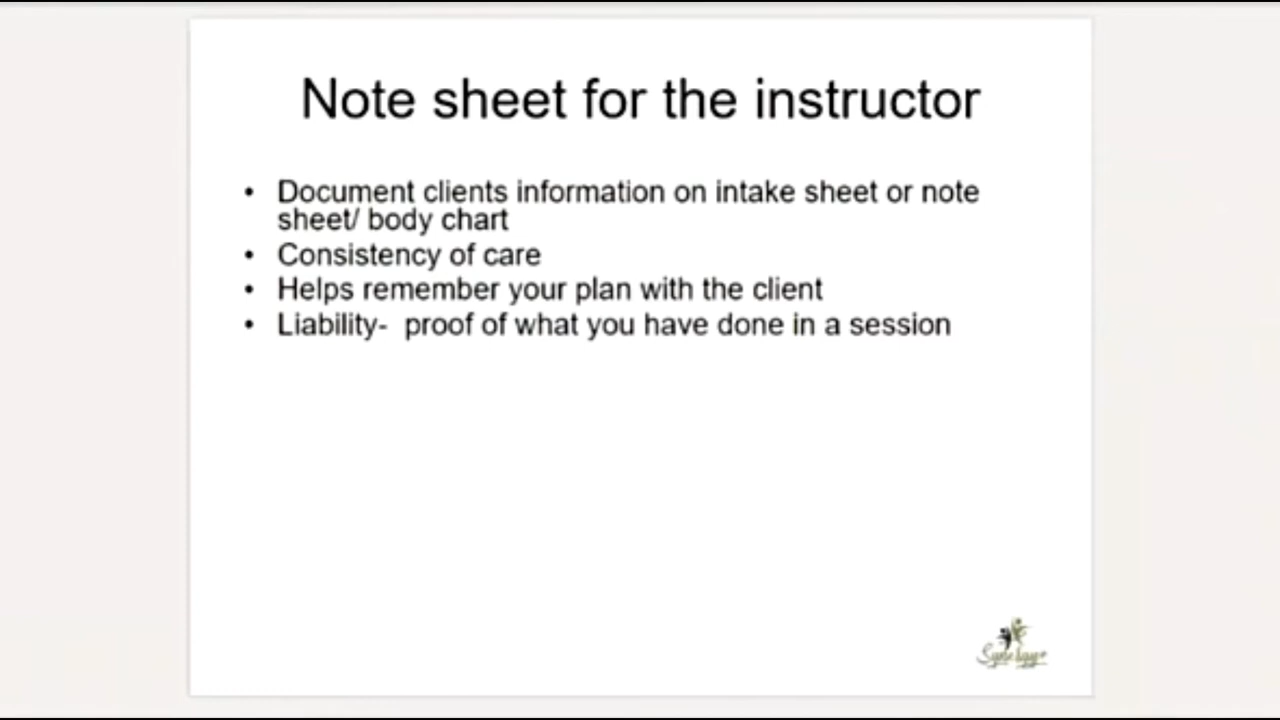 Note sheet for the instructor
• Document clients information on intake sheet or note
sheet/ body chart
• Consistency of care
• Helps remember your plan with the client
• Liability-  proof of what you have done in a session